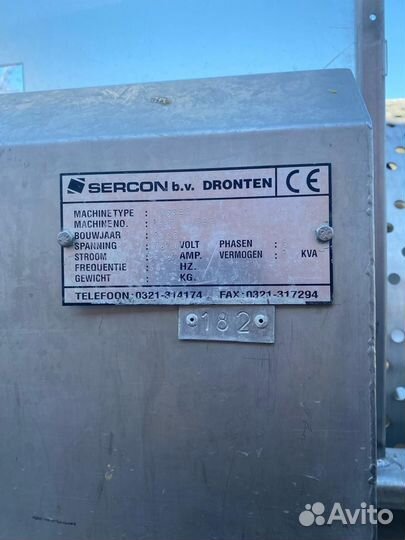 SERCON b.v. DRONTEN CE
MACHINETYPE :
MACHINENO. :
BOUWJAAR :
SPANNING : VOLT PHASEN :
STROOM : AMP. VERMOGEN : KVA
FREQUENTIE : HZ.
GEWICHT : KG.
TELEFOON:0321-314174 FAX:0321-317294
182
Avito